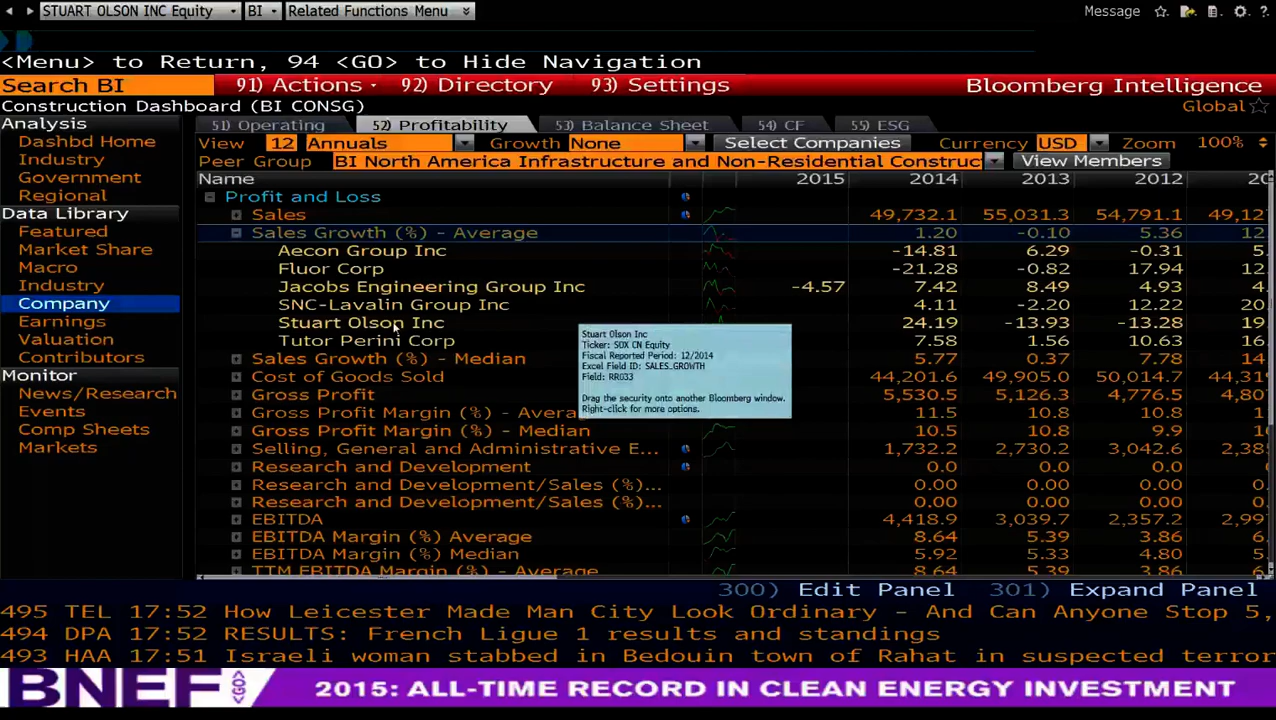 STUART OLSON INC Equity BI Related Functions Menu Message
<Menu> to Return, 94 <GO> to Hide Navigation
Search BI 91) Actions 92) Directory 93) Settings Bloomberg Intelligence
Construction Dashboard (BI CONSG) Global
Analysis 51) Operating 52) Profitability 53) Balance Sheet 54) CF 55) ESG
Dashbd Home View 12 Annuals Growth None Select Companies Currency USD Zoom 100%
Industry Peer Group BI North America Infrastructure and Non-Residential Construc View Members
Government Name 2015 2014 2013 2012 20
Regional Profit and Loss
Data Library Sales 49,732.1 55,031.3 54,791.1 49,12
Featured Sales Growth (%) - Average 1.20 -0.10 5.36 12
Market Share Aecon Group Inc -14.81 6.29 -0.31 5.
Macro Fluor Corp -21.28 -0.82 17.94 12.
Industry Jacobs Engineering Group Inc -4.57 7.42 8.49 4.93 4.
Company SNC-Lavalin Group Inc 4.11 -2.20 12.22 20.
Earnings Stuart Olson Inc 24.19 -13.93 -13.28 19.
Valuation Tutor Perini Corp 7.58 1.56 10.63 16.
Contributors Sales Growth (%) - Median 5.77 0.37 7.78 14
Monitor Cost of Goods Sold 44,201.6 49,905.0 50,014.7 44,319
News/Research Gross Profit 5,530.5 5,126.3 4,776.5 4,80
Events Gross Profit Margin (%) - Avera 11.5 10.8 10.8
Comp Sheets Gross Profit Margin (%) - Median 10.5 10.8 9.9
Markets Selling, General and Administrative E... 1,732.2 2,730.2 3,042.6 2,38
Research and Development 0.0 0.0 0.0
Research and Development/Sales (%)... 0.00 0.00 0.00
Research and Development/Sales (%)... 0.00 0.00 0.00
EBITDA 4,418.9 3,039.7 2,357.2 2,99
EBITDA Margin (%) Average 8.64 5.39 3.86
EBITDA Margin (%) Median 5.92 5.33 4.80
TTM EBITDA Margin (%) - Average 8.64 5.39 3.86
Stuart Olson Inc
Ticker: SOX CN Equity
Fiscal Reported Period: 12/2014
Excel Field ID: SALES_GROWTH
Field: RR033
Drag the security onto another Bloomberg window.
Right-click for more options.
300) Edit Panel 301) Expand Panel
495 TEL 17:52 How Leicester Made Man City Look Ordinary - And Can Anyone Stop 5,
494 DPA 17:52 RESULTS: French Ligue 1 results and standings
493 HAA 17:51 Israeli woman stabbed in Bedouin town of Rahat in suspected terror
BNEF <GO> 2015: ALL-TIME RECORD IN CLEAN ENERGY INVESTMENT